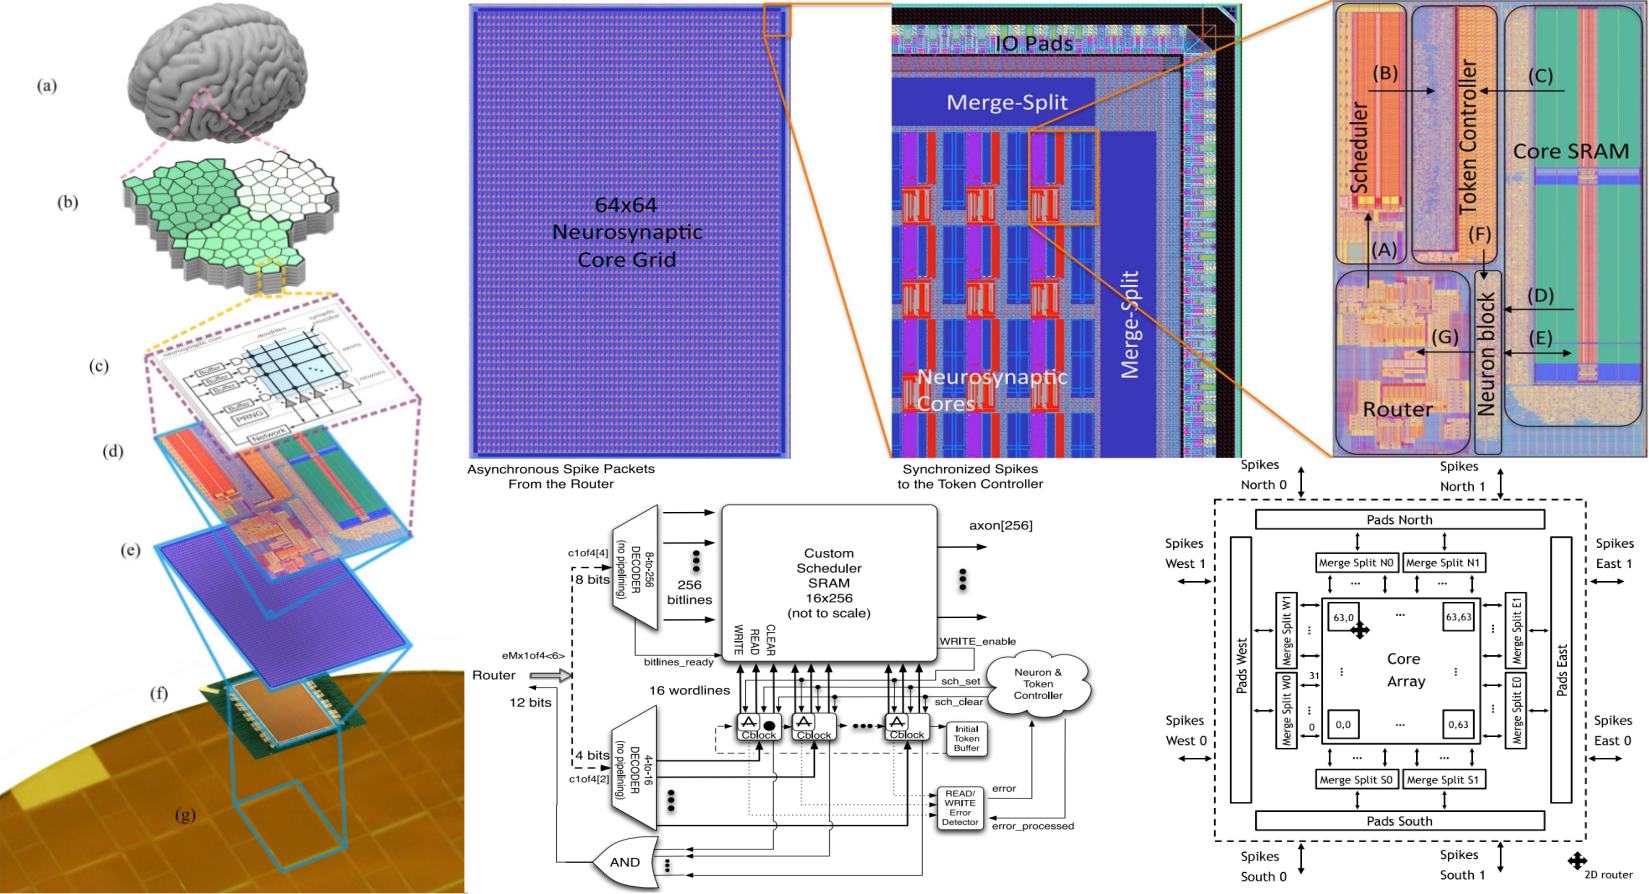 (a)
(b)
(c)
(d)
(e)
(f)
(g)
neurosynaptic core
dendrites
synaptic
crossbar
axons
neurons
Buffer
Buffer
Buffer
PRNG
Network
64x64
Neurosynaptic
Core Grid
IO Pads
Merge-Split
Merge-Split
Neurosynaptic
Cores
Scheduler
(B)
Token Controller
(C)
Core SRAM
(A)
(F)
(D)
(E)
(G)
Neuron block
Router
Asynchronous Spike Packets
From the Router
Synchronized Spikes
to the Token Controller
c1of4[4]
8 bits
8-to-256
DECODER
(no pipelining)
256
bitlines
Custom
Scheduler
SRAM
16x256
(not to scale)
axon[256]
WRITE
READ
CLEAR
WRITE_enable
bitlines_ready
eMx1of4<6>
Router
12 bits
16 wordlines
sch_set
sch_clear
Neuron &
Token
Controller
Cblock
Cblock
Cblock
Initial
Token
Buffer
4 bits
c1of4[2]
4-to-16
DECODER
(no pipelining)
READ/
WRITE
Error
Detector
error
error_processed
AND
Spikes
North 0
Spikes
North 1
Pads North
Spikes
West 1
Spikes
East 1
Merge Split N0
Merge Split N1
...
...
Pads West
Merge Split W1
63,0
...
63,63
Merge Split E1
Pads East
Core
Array
31
Merge Split W0
0
0,0
...
0,63
Merge Split E0
Spikes
West 0
Spikes
East 0
...
...
Merge Split S0
Merge Split S1
Pads South
Spikes
South 0
Spikes
South 1
2D router